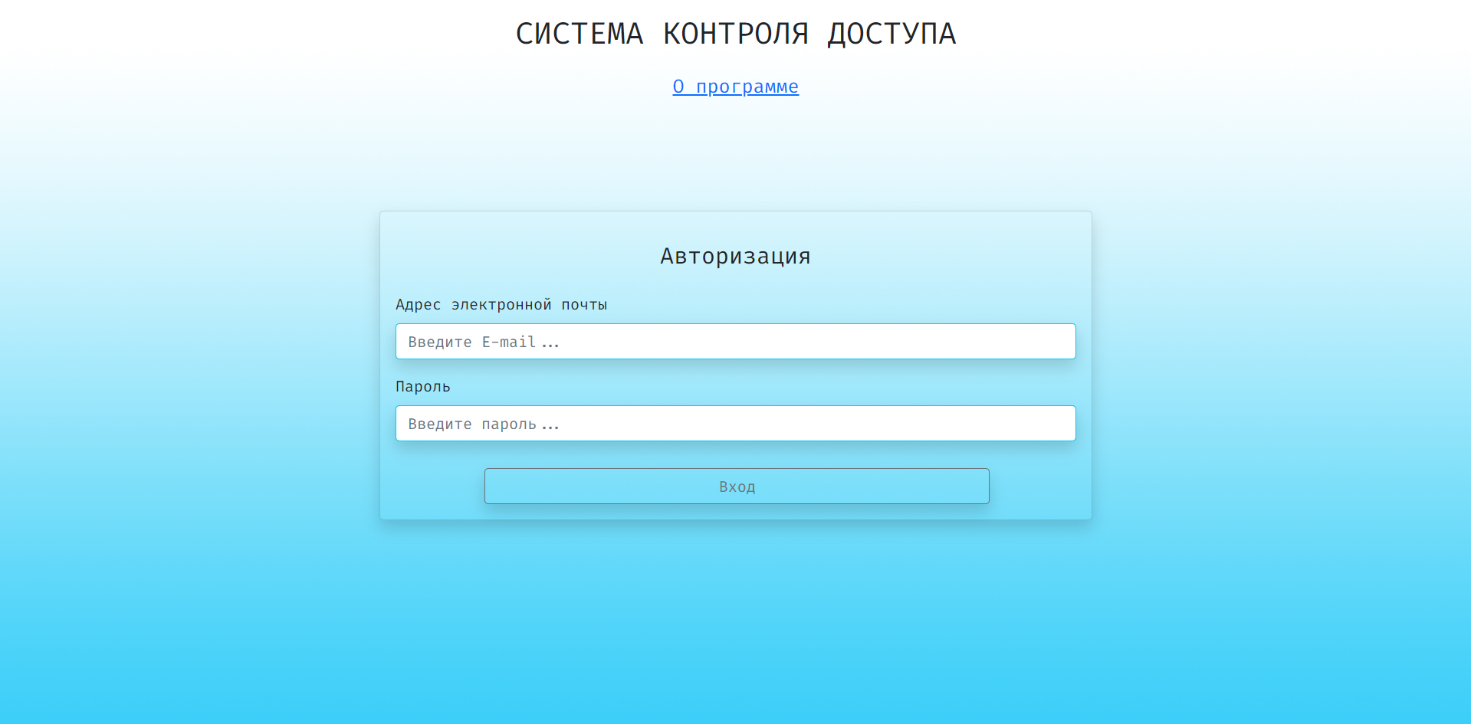 СИСТЕМА КОНТРОЛЯ ДОСТУПА
О программе
Авторизация
Адрес электронной почты
Введите E-mail...
Пароль
Введите пароль...
Вход